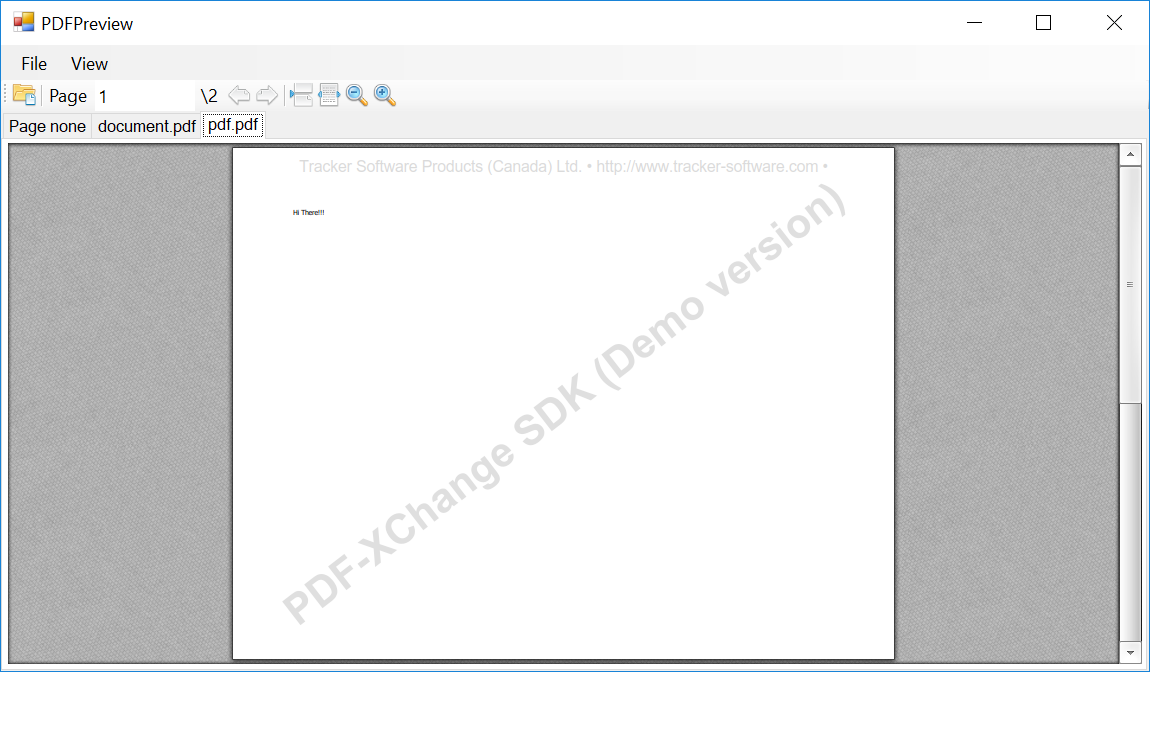 PDFPreview
File View
Page 1 \2
Page none document.pdf pdf.pdf
Tracker Software Products (Canada) Ltd. • http://www.tracker-software.com •
Hi There!!!
PDF-XChange SDK (Demo version)